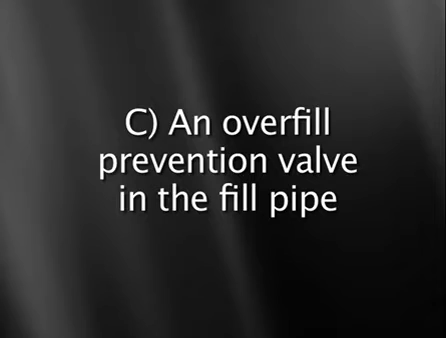 C) An overfill
prevention valve
in the fill pipe